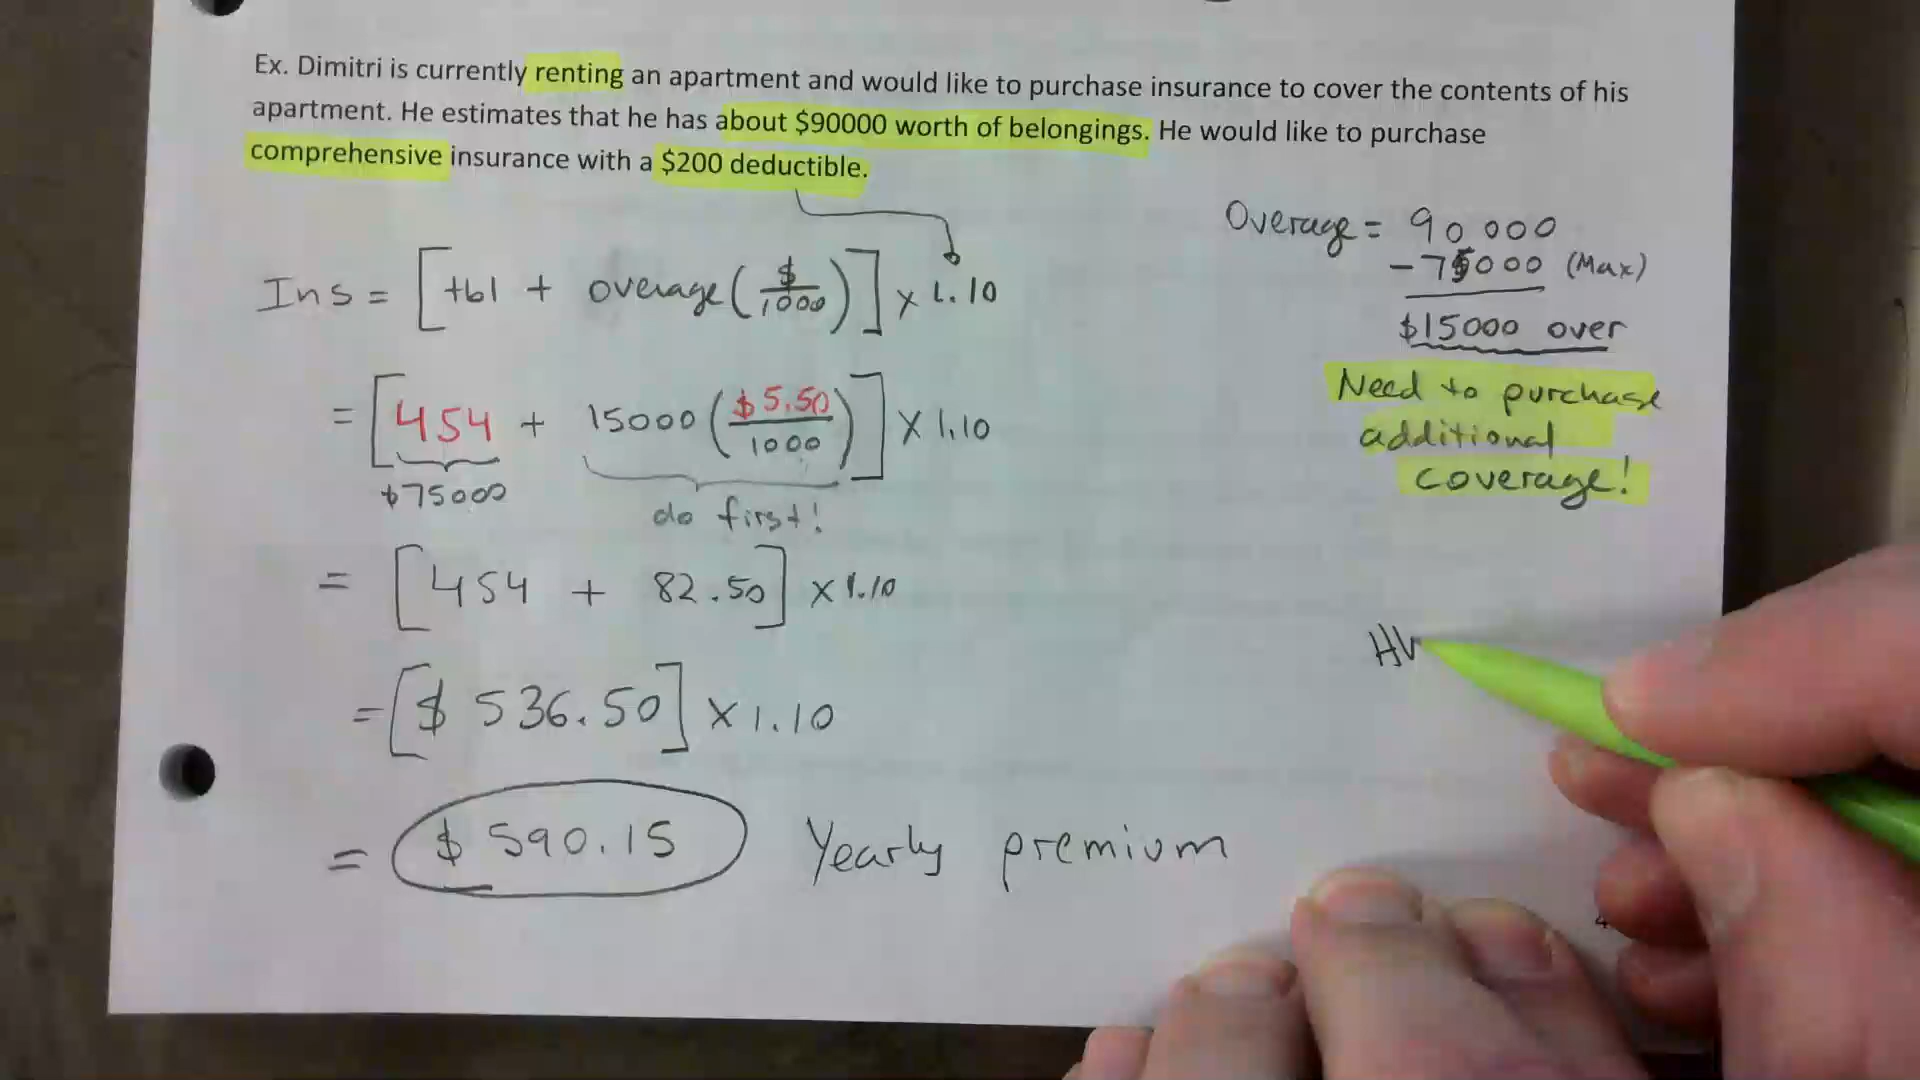 Ex. Dimitri is currently renting an apartment and would like to purchase insurance to cover the contents of his
apartment. He estimates that he has about $90000 worth of belongings. He would like to purchase
comprehensive insurance with a $200 deductible.
Overage = 90 000
- 75000 (Max)
$15000 over
Need to purchase
additional
coverage!
Ins = [tbl + overage($/1000)] x 1.10
= [454 + 15000($5.50/1000)] x 1.10
$75000
do first!
= [454 + 82.50] x 1.10
= [$ 536.50] x 1.10
= $ 590.15 Yearly premium